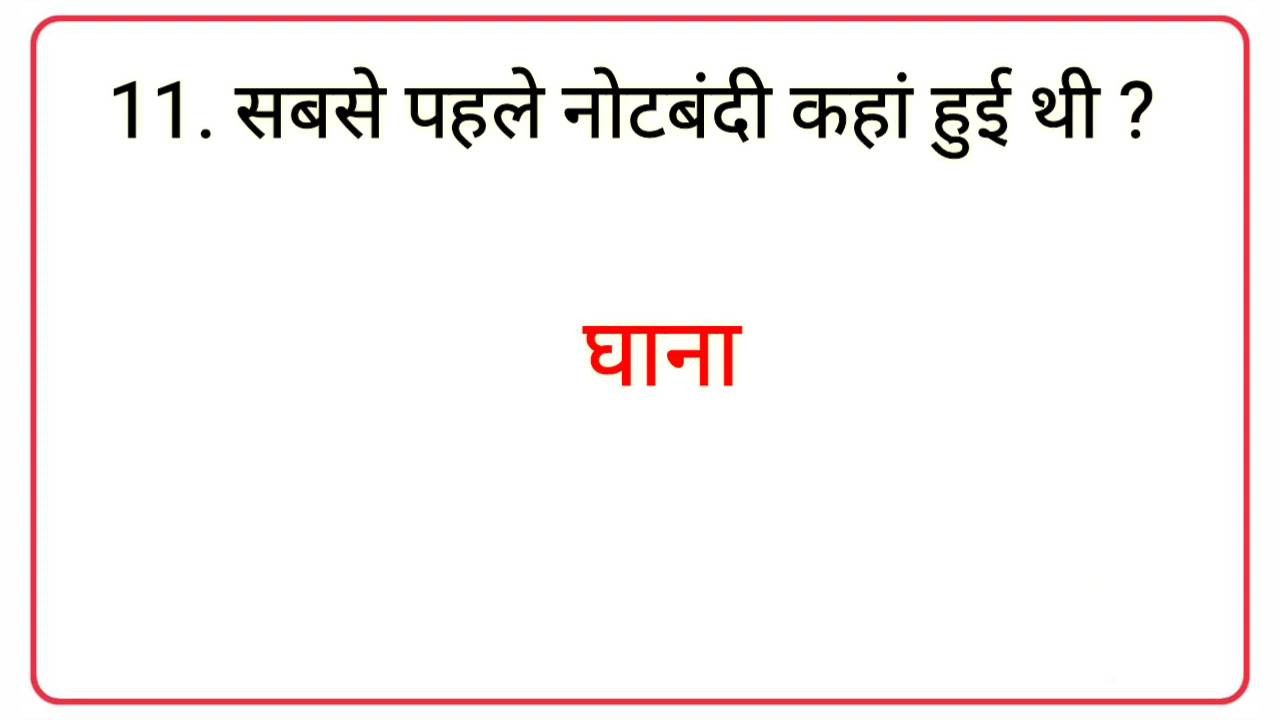 11. सबसे पहले नोटबंदी कहां हुई थी ?
घाना